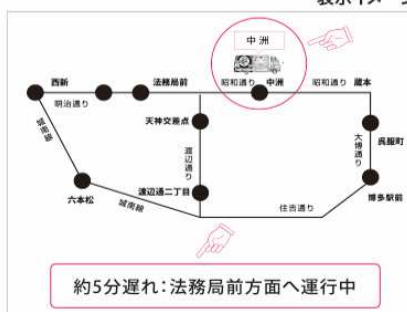 表示イメージ
中洲
西新
法務局前
昭和通り
中洲
昭和通り
蔵本
明治通り
天神交差点
呉服町
城南線
渡辺通り
大博通り
六本松
城南線
渡辺通二丁目
住吉通り
博多駅前
約5分遅れ：法務局前方面へ運行中